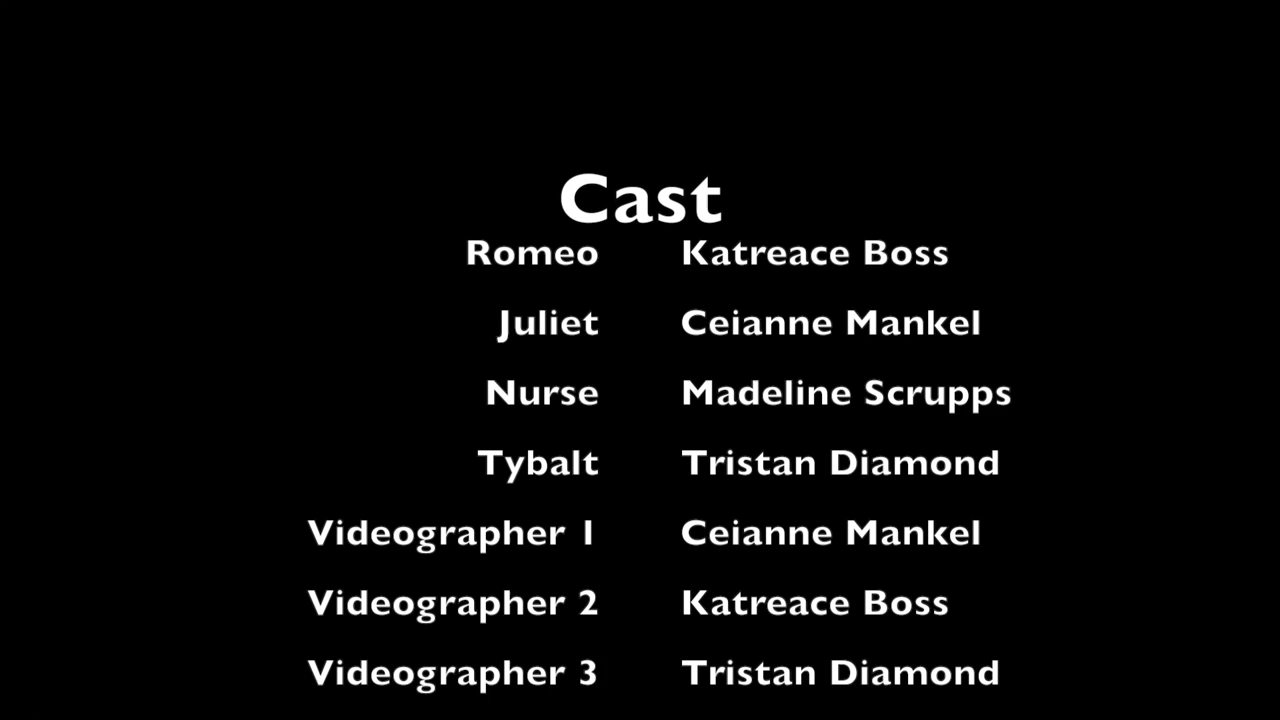 Cast
Romeo Katreace Boss
Juliet Ceianne Mankel
Nurse Madeline Scrupps
Tybalt Tristan Diamond
Videographer 1 Ceianne Mankel
Videographer 2 Katreace Boss
Videographer 3 Tristan Diamond